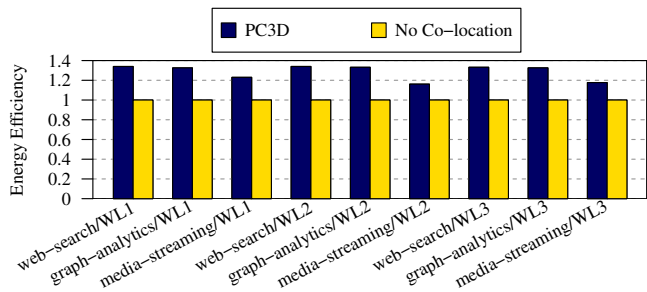 PC3D No Co−location
Energy Efficiency
1.4
1.2
1
0.8
0.6
0.4
0.2
0
web−search/WL1
graph−analytics/WL1
media−streaming/WL1
web−search/WL2
graph−analytics/WL2
media−streaming/WL2
web−search/WL3
graph−analytics/WL3
media−streaming/WL3